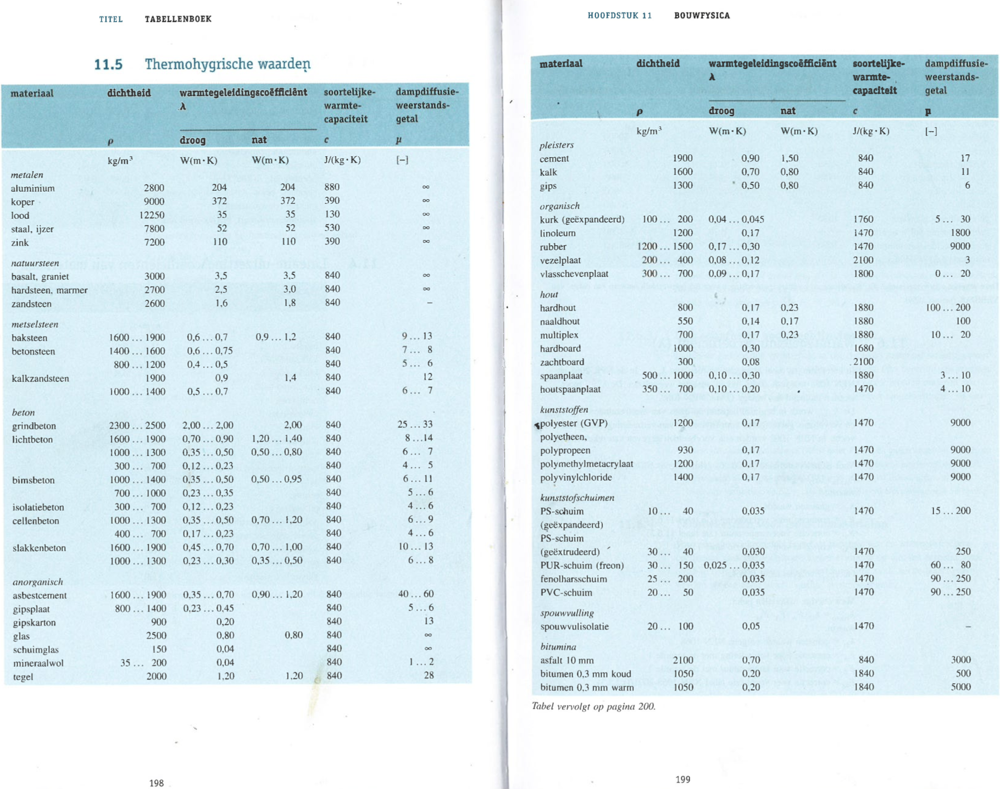 TITEL TABELLENBOEK
11.5 Thermohygrische waarden
materiaal dichtheid warmtegeleidingscoëfficiënt soortelijke- dampdiffusie-
λ warmte- weerstands-
capaciteit getal
ρ droog nat c μ
kg/m³ W(m·K) W(m·K) J/(kg·K) [–]
metalen
aluminium 2800 204 204 880 ∞
koper 9000 372 372 390 ∞
lood 12250 35 35 130 ∞
staal, ijzer 7800 52 52 530 ∞
zink 7200 110 110 390 ∞
natuursteen
basalt, graniet 3000 3,5 3,5 840 ∞
hardsteen, marmer 2700 2,5 3,0 840 ∞
zandsteen 2600 1,6 1,8 840 –
metselsteen
baksteen 1600 ... 1900 0,6 ... 0,7 0,9 ... 1,2 840 9 ... 13
betonsteen 1400 ... 1600 0,6 ... 0,75 840 7 ... 8
800 ... 1200 0,4 ... 0,5 840 5 ... 6
kalkzandsteen 1900 0,9 1,4 840 12
1000 ... 1400 0,5 ... 0,7 840 6 ... 7
beton
grindbeton 2300 ... 2500 2,00 ... 2,00 2,00 840 25 ... 33
lichtbeton 1600 ... 1900 0,70 ... 0,90 1,20 ... 1,40 840 8 ...14
1000 ... 1300 0,35 ... 0,50 0,50 ... 0,80 840 6 ... 7
300 ... 700 0,12 ... 0,23 840 4 ... 5
bimsbeton 1000 ... 1400 0,35 ... 0,50 0,50 ... 0,95 840 6 ... 11
700 ... 1000 0,23 ... 0,35 840 5 ... 6
isolatiebeton 300 ... 700 0,12 ... 0,23 840 4 ... 6
cellenbeton 1000 ... 1300 0,35 ... 0,50 0,70 ... 1,20 840 6 ... 9
400 ... 700 0,17 ... 0,23 840 4 ... 6
slakkenbeton 1600 ... 1900 0,45 ... 0,70 0,70 ... 1,00 840 10 ... 13
1000 ... 1300 0,23 ... 0,30 0,35 ... 0,50 840 6 ... 8
anorganisch
asbestcement 1600 ... 1900 0,35 ... 0,70 0,90 ... 1,20 840 40 ... 60
gipsplaat 800 ... 1400 0,23 ... 0,45 840 5 ... 6
gipskarton 900 0,20 840 13
glas 2500 0,80 0,80 840 ∞
schuimglas 150 0,04 840 ∞
mineraalwol 35 ... 200 0,04 840 1 ... 2
tegel 2000 1,20 1,20 840 28
198
HOOFDSTUK 11 BOUWFYSICA
materiaal dichtheid warmtegeleidingscoëfficiënt soortelijke- dampdiffusie-
λ warmte- weerstands-
capaciteit getal
ρ droog nat c μ
kg/m³ W(m·K) W(m·K) J/(kg·K) [–]
pleisters
cement 1900 0,90 1,50 840 17
kalk 1600 0,70 0,80 840 11
gips 1300 0,50 0,80 840 6
organisch
kurk (geëxpandeerd) 100 ... 200 0,04 ... 0,045 1760 5 ... 30
linoleum 1200 0,17 1470 1800
rubber 1200 ... 1500 0,17 ... 0,30 1470 9000
vezelplaat 200 ... 400 0,08 ... 0,12 2100 3
vlasschevenplaat 300 ... 700 0,09 ... 0,17 1800 0 ... 20
hout
hardhout 800 0,17 0,23 1880 100 ... 200
naaldhout 550 0,14 0,17 1880 100
multiplex 700 0,17 0,23 1880 10 ... 20
hardboard 1000 0,30 1680
zachtboard 300 0,08 2100
spaanplaat 500 ... 1000 0,10 ... 0,30 1880 3 ... 10
houtspaanplaat 350 ... 700 0,10 ... 0,20 1470 4 ... 10
kunststoffen
polyester (GVP) 1200 0,17 1470 9000
polyetheen,
polypropeen 930 0,17 1470 9000
polymethylmetacrylaat 1200 0,17 1470 9000
polyvinylchloride 1400 0,17 1470 9000
kunststofschuimen
PS-schuim 10 ... 40 0,035 1470 15 ... 200
(geëxpandeerd)
PS-schuim
(geëxtrudeerd) 30 ... 40 0,030 1470 250
PUR-schuim (freon) 30 ... 150 0,025 ... 0,035 1470 60 ... 80
fenolharsschuim 25 ... 200 0,035 1470 90 ... 250
PVC-schuim 20 ... 50 0,035 1470 90 ... 250
spouwvulling
spouwvulisolatie 20 ... 100 0,05 1470 –
bitumina
asfalt 10 mm 2100 0,70 840 3000
bitumen 0,3 mm koud 1050 0,20 1840 500
bitumen 0,3 mm warm 1050 0,20 1840 5000
Tabel vervolgt op pagina 200.
199